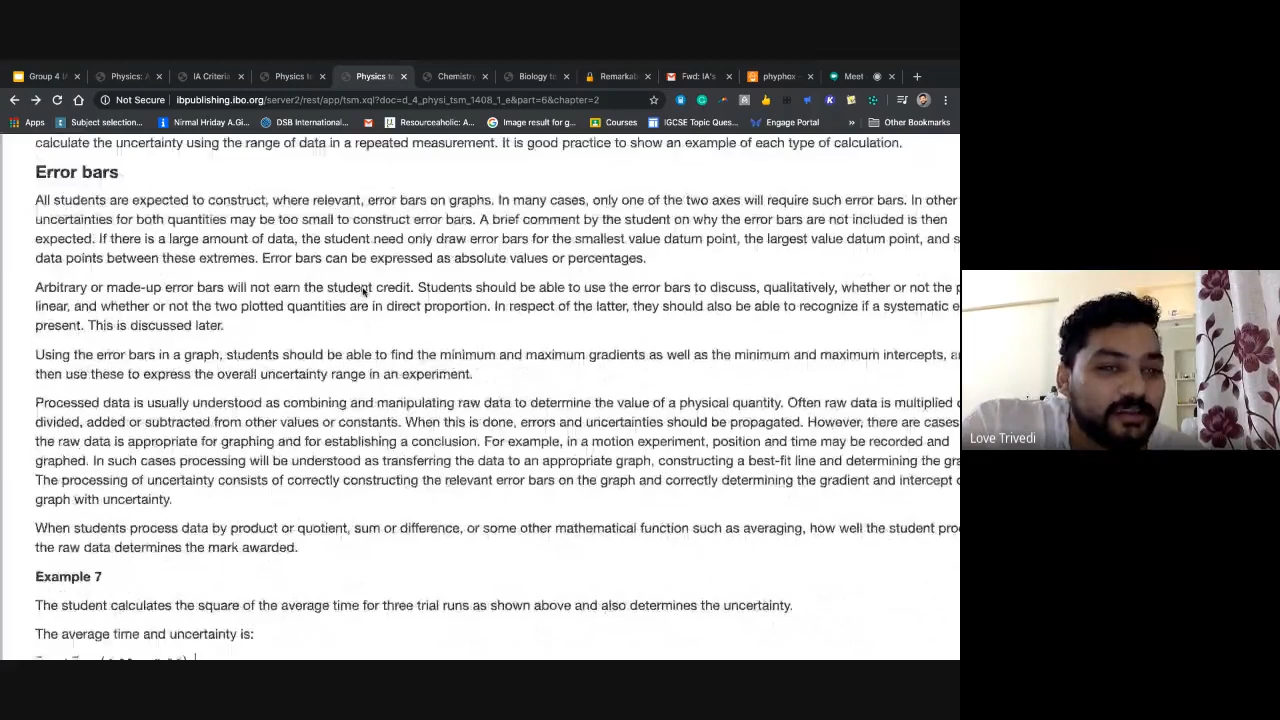 Group 4 I
Physics: A
IA Criteria
Physics te
Physics te
Chemistry
Biology to
Remarkab
Fwd: IA's
phyphox –
Meet
Not Secure
ibpublishing.ibo.org/server2/rest/app/tsm.xql?doc=d_4_physi_tsm_1408_1_e&part=6&chapter=2
Apps
Subject selection...
Nirmal Hriday A.Gi...
DSB International...
Resourceaholic: A...
Image result for g...
Courses
IGCSE Topic Ques...
Engage Portal
»
Other Bookmarks
calculate the uncertainty using the range of data in a repeated measurement. It is good practice to show an example of each type of calculation.
Error bars
All students are expected to construct, where relevant, error bars on graphs. In many cases, only one of the two axes will require such error bars. In other
uncertainties for both quantities may be too small to construct error bars. A brief comment by the student on why the error bars are not included is then
expected. If there is a large amount of data, the student need only draw error bars for the smallest value datum point, the largest value datum point, and s
data points between these extremes. Error bars can be expressed as absolute values or percentages.
Arbitrary or made-up error bars will not earn the student credit. Students should be able to use the error bars to discuss, qualitatively, whether or not the p
linear, and whether or not the two plotted quantities are in direct proportion. In respect of the latter, they should also be able to recognize if a systematic e
present. This is discussed later.
Using the error bars in a graph, students should be able to find the minimum and maximum gradients as well as the minimum and maximum intercepts, a
then use these to express the overall uncertainty range in an experiment.
Processed data is usually understood as combining and manipulating raw data to determine the value of a physical quantity. Often raw data is multiplied o
divided, added or subtracted from other values or constants. When this is done, errors and uncertainties should be propagated. However, there are cases
the raw data is appropriate for graphing and for establishing a conclusion. For example, in a motion experiment, position and time may be recorded and
graphed. In such cases processing will be understood as transferring the data to an appropriate graph, constructing a best-fit line and determining the gra
The processing of uncertainty consists of correctly constructing the relevant error bars on the graph and correctly determining the gradient and intercept o
graph with uncertainty.
When students process data by product or quotient, sum or difference, or some other mathematical function such as averaging, how well the student pro
the raw data determines the mark awarded.
Example 7
The student calculates the square of the average time for three trial runs as shown above and also determines the uncertainty.
The average time and uncertainty is:
Love Trivedi